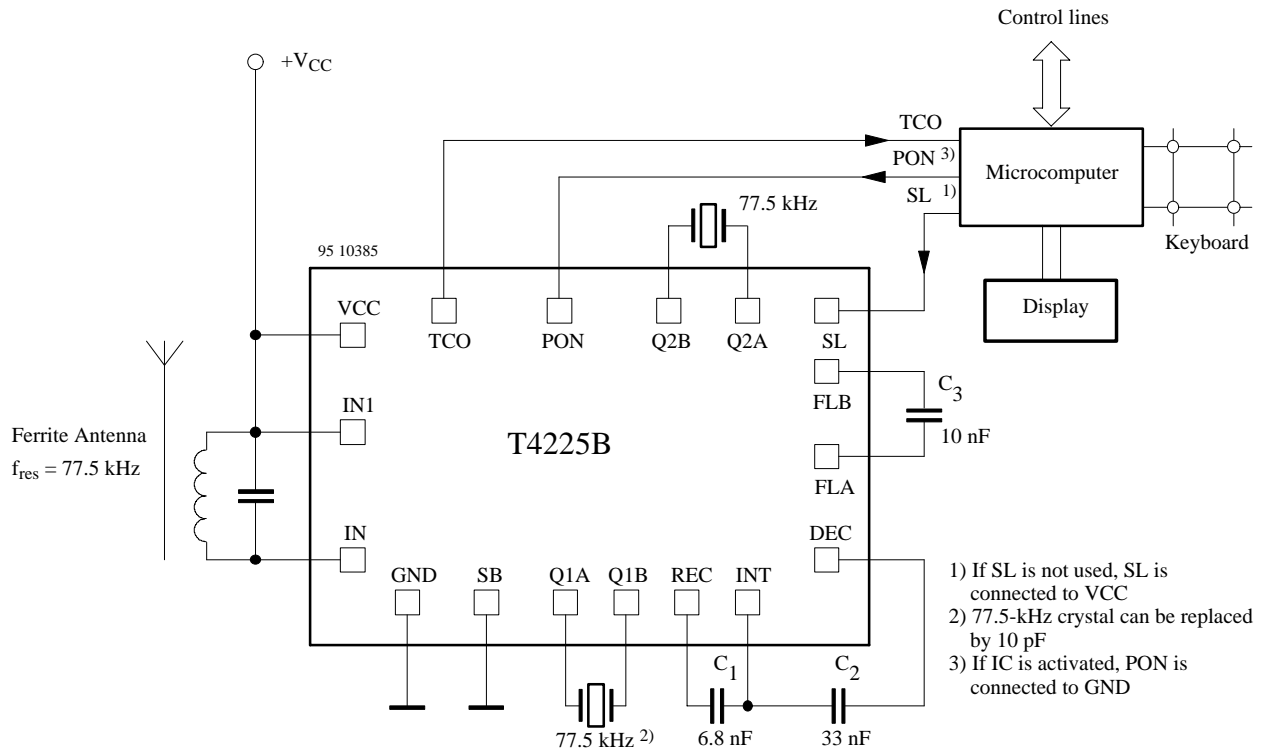 Control lines
+VCC
TCO
PON 3)
SL 1)
Microcomputer
Keyboard
Display
77.5 kHz
95 10385
VCC
TCO
PON
Q2B
Q2A
SL
FLB
C3
10 nF
FLA
IN1
T4225B
Ferrite Antenna
fres = 77.5 kHz
IN
DEC
GND
SB
Q1A
Q1B
REC
INT
C1
C2
77.5 kHz 2)
6.8 nF
33 nF
1) If SL is not used, SL is
connected to VCC
2) 77.5-kHz crystal can be replaced
by 10 pF
3) If IC is activated, PON is
connected to GND